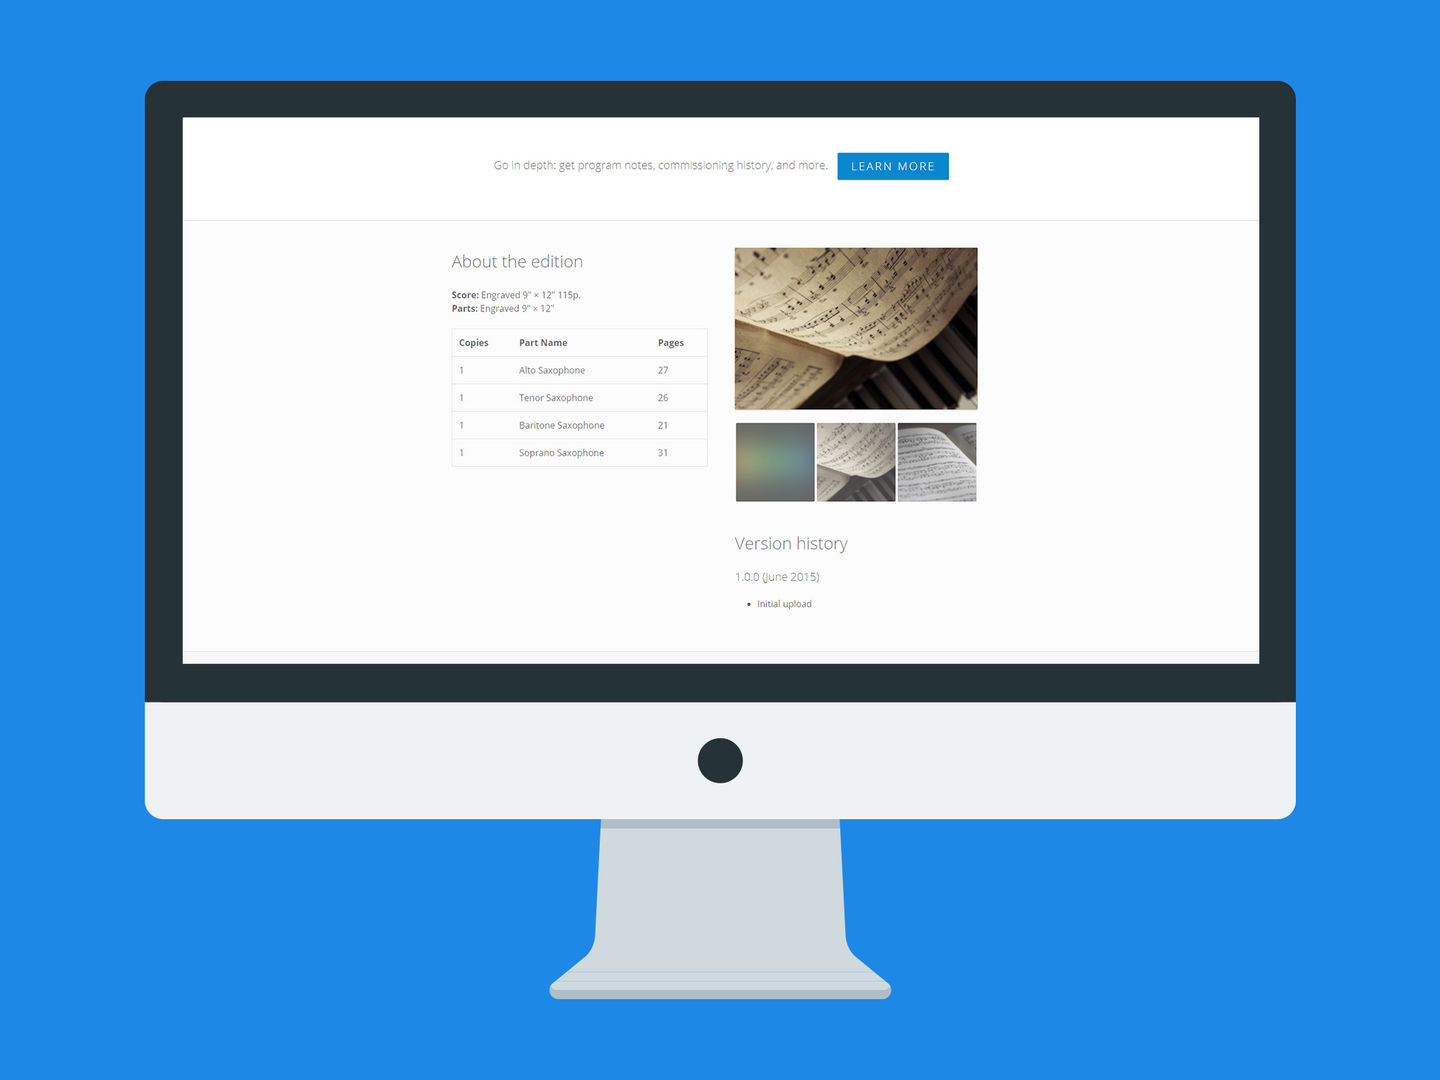 Go in depth: get program notes, commissioning history, and more. LEARN MORE
About the edition
Score: Engraved 9" × 12" 115p.
Parts: Engraved 9" × 12"
Copies Part Name Pages
1 Alto Saxophone 27
1 Tenor Saxophone 26
1 Baritone Saxophone 21
1 Soprano Saxophone 31
Version history
1.0.0 (June 2015)
• Initial upload